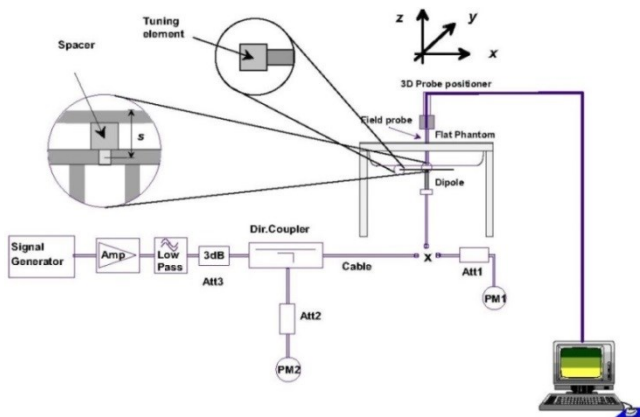 Tuning
element
Spacer
s
z
y
x
3D Probe positioner
Field probe
Flat Phantom
Dipole
Signal
Generator
Amp
Low
Pass
3dB
Att3
Dir.Coupler
Cable
x
Att1
PM1
Att2
PM2